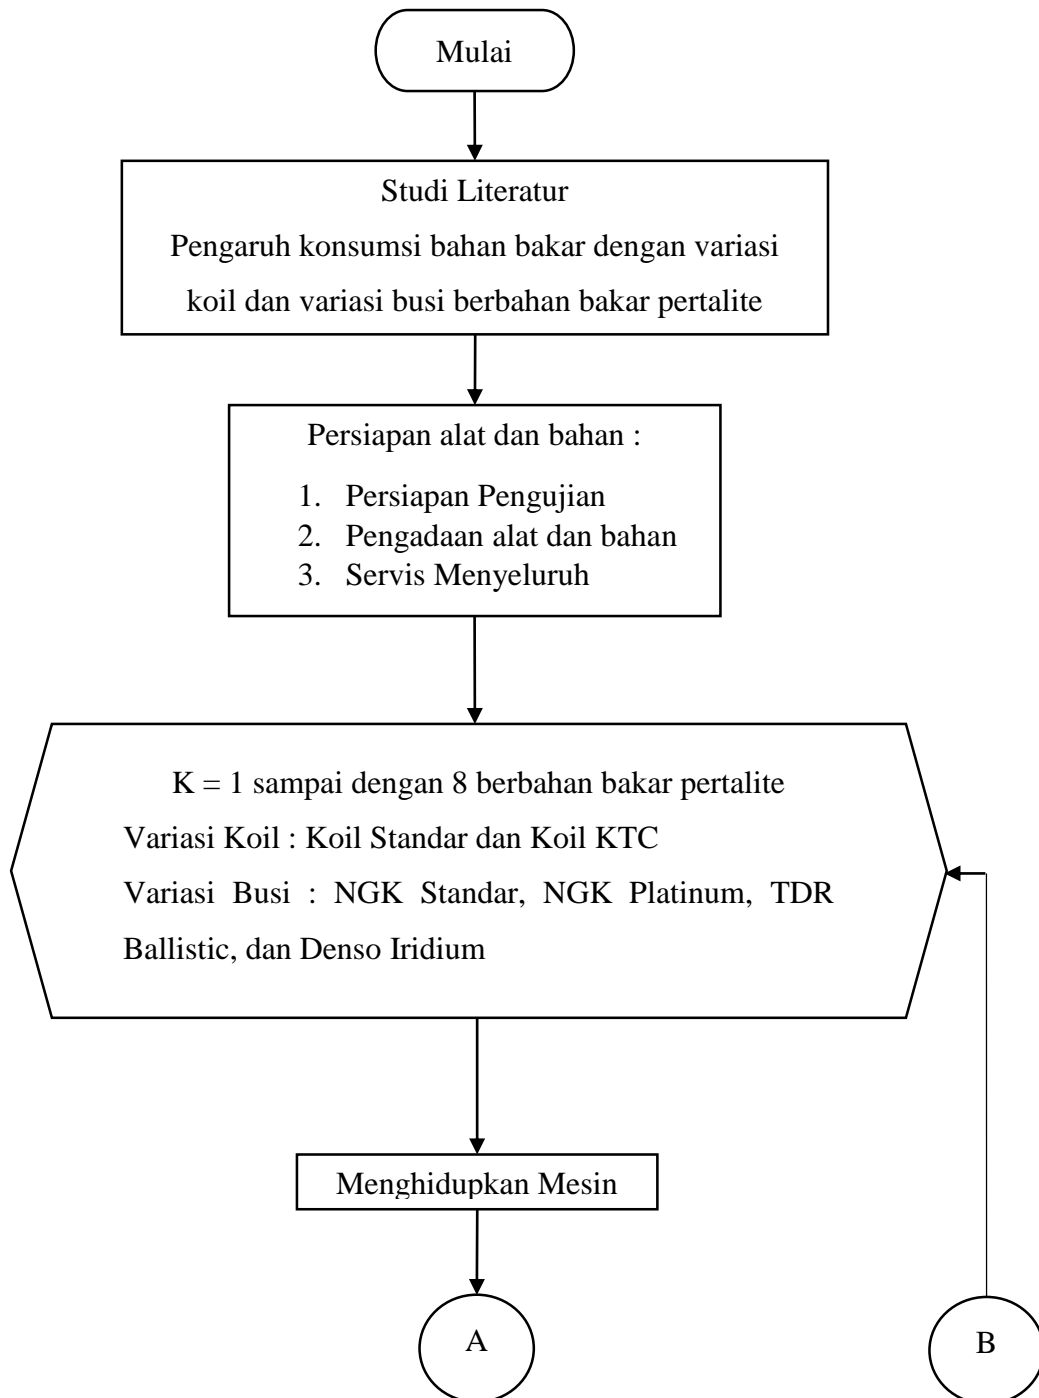 Mulai
Studi Literatur
Pengaruh konsumsi bahan bakar dengan variasi
koil dan variasi busi berbahan bakar pertalite
Persiapan alat dan bahan :
1. Persiapan Pengujian
2. Pengadaan alat dan bahan
3. Servis Menyeluruh
K = 1 sampai dengan 8 berbahan bakar pertalite
Variasi Koil : Koil Standar dan Koil KTC
Variasi Busi : NGK Standar, NGK Platinum, TDR
Ballistic, dan Denso Iridium
Menghidupkan Mesin
A
B